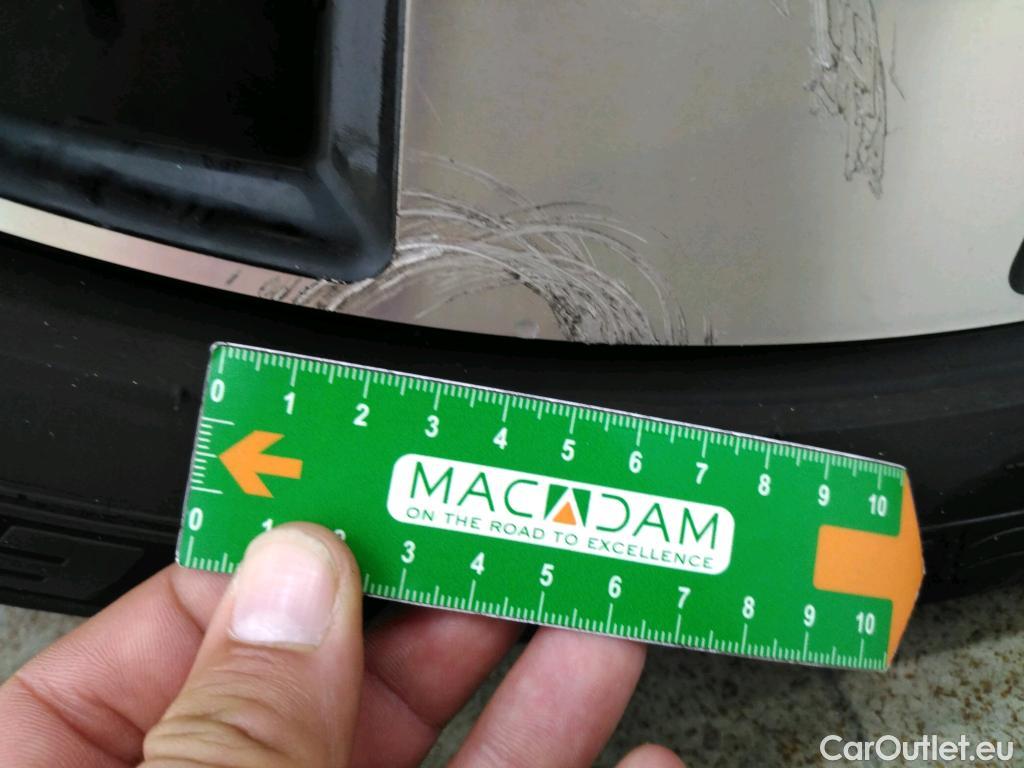 0 1 2 3 4 5 6 7 8 9 10
MACADAM
ON THE ROAD TO EXCELLENCE
0 1 2 3 4 5 6 7 8 9 10
CarOutlet.eu